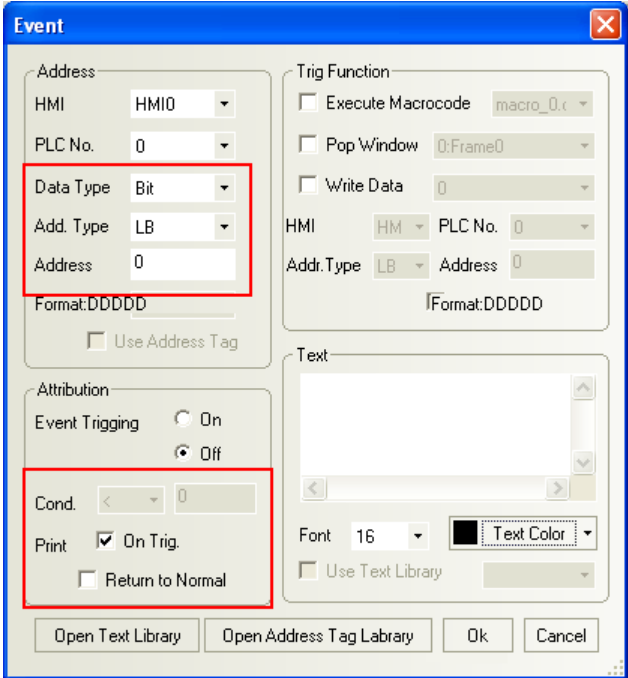 Event
Address
HMI HMI0
PLC No. 0
Data Type Bit
Add. Type LB
Address 0
Format:DDDDD
Use Address Tag
Attribution
Event Trigging On
Off
Cond. < 0
Print On Trig.
Return to Normal
Trig Function
Execute Macrocode macro_0.c
Pop Window 0:Frame0
Write Data 0
HMI HM PLC No. 0
Addr.Type LB Address 0
Format:DDDDD
Text
Font 16 Text Color
Use Text Library
Open Text Library Open Address Tag Labrary Ok Cancel